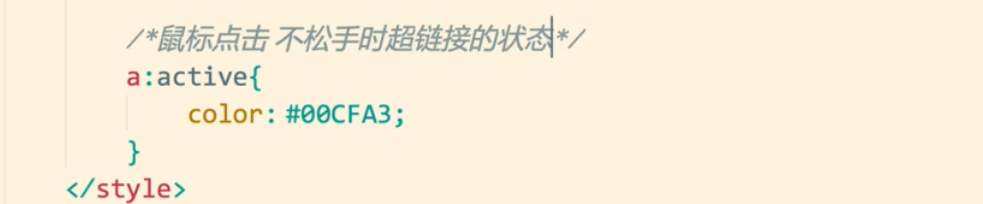 /*鼠标点击 不松手时超链接的状态*/
a:active{
color: #00CFA3;
}
</style>